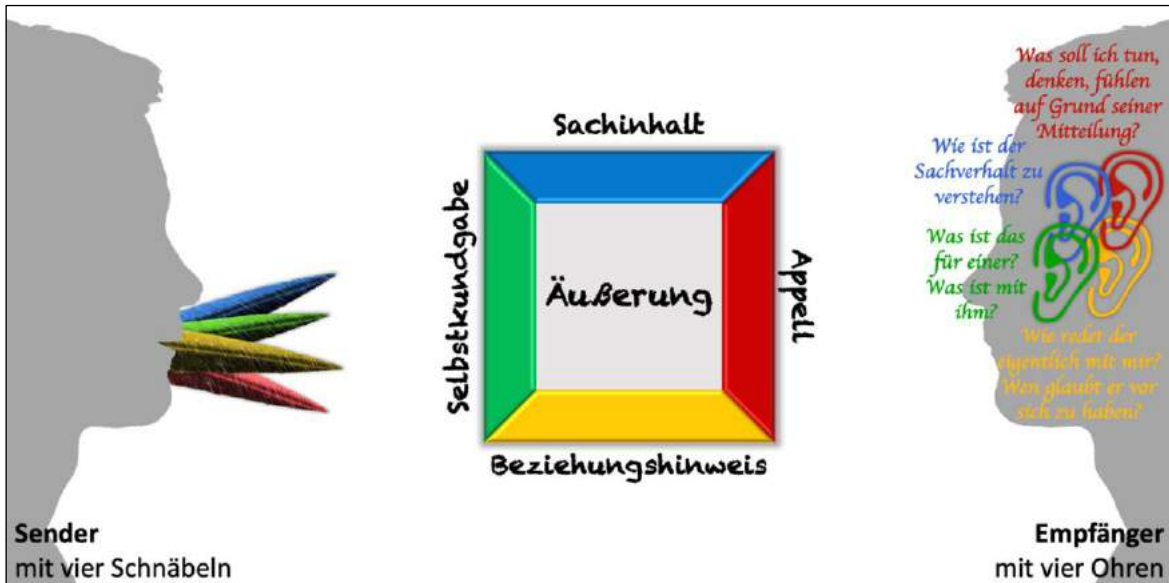 Sachinhalt
Selbstkundgabe
Äußerung
Appell
Beziehungshinweis
Sender
mit vier Schnäbeln
Was soll ich tun,
denken, fühlen
auf Grund seiner
Mitteilung?
Wie ist der
Sachverhalt zu
verstehen?
Was ist das
für einer?
Was ist mit
ihm?
Wie redet der
eigentlich mit mir?
Wen glaubt er vor
sich zu haben?
Empfänger
mit vier Ohren